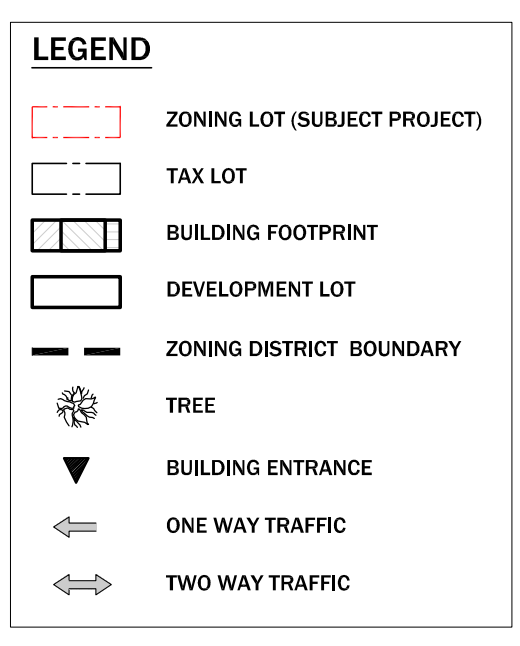 LEGEND
ZONING LOT (SUBJECT PROJECT)
TAX LOT
BUILDING FOOTPRINT
DEVELOPMENT LOT
ZONING DISTRICT BOUNDARY
TREE
BUILDING ENTRANCE
ONE WAY TRAFFIC
TWO WAY TRAFFIC